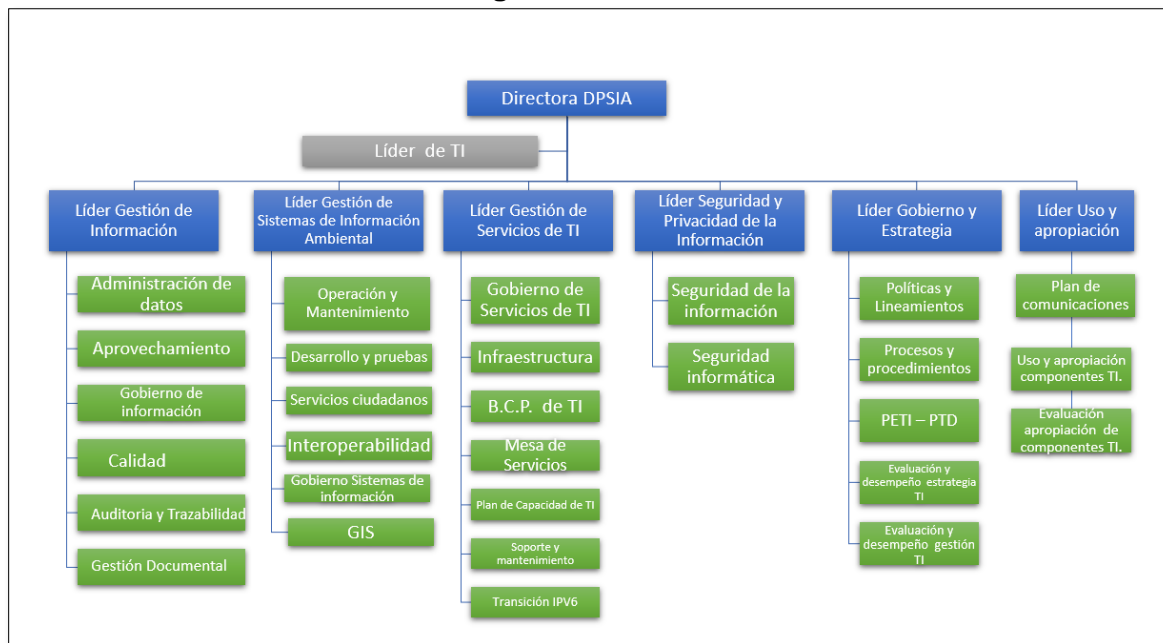 Directora DPSIA
Líder de TI
Líder Gestión de
Información
Administración de
datos
Aprovechamiento
Gobierno de
información
Calidad
Auditoria y Trazabilidad
Gestión Documental
Líder Gestión de
Sistemas de Información
Ambiental
Operación y
Mantenimiento
Desarrollo y pruebas
Servicios ciudadanos
Interoperabilidad
Gobierno Sistemas de
información
GIS
Líder Gestión de
Servicios de TI
Gobierno de
Servicios de TI
Infraestructura
B.C.P. de TI
Mesa de
Servicios
Plan de Capacidad de TI
Soporte y
mantenimiento
Transición IPV6
Líder Seguridad y
Privacidad de la
Información
Seguridad de la
información
Seguridad
informática
Líder Gobierno y
Estrategia
Políticas y
Lineamientos
Procesos y
procedimientos
PETI – PTD
Evaluación y
desempeño estrategia
TI
Evaluación y
desempeño gestión
TI
Líder Uso y
apropiación
Plan de
comunicaciones
Uso y apropiación
componentes TI.
Evaluación
apropiación de
componentes TI.